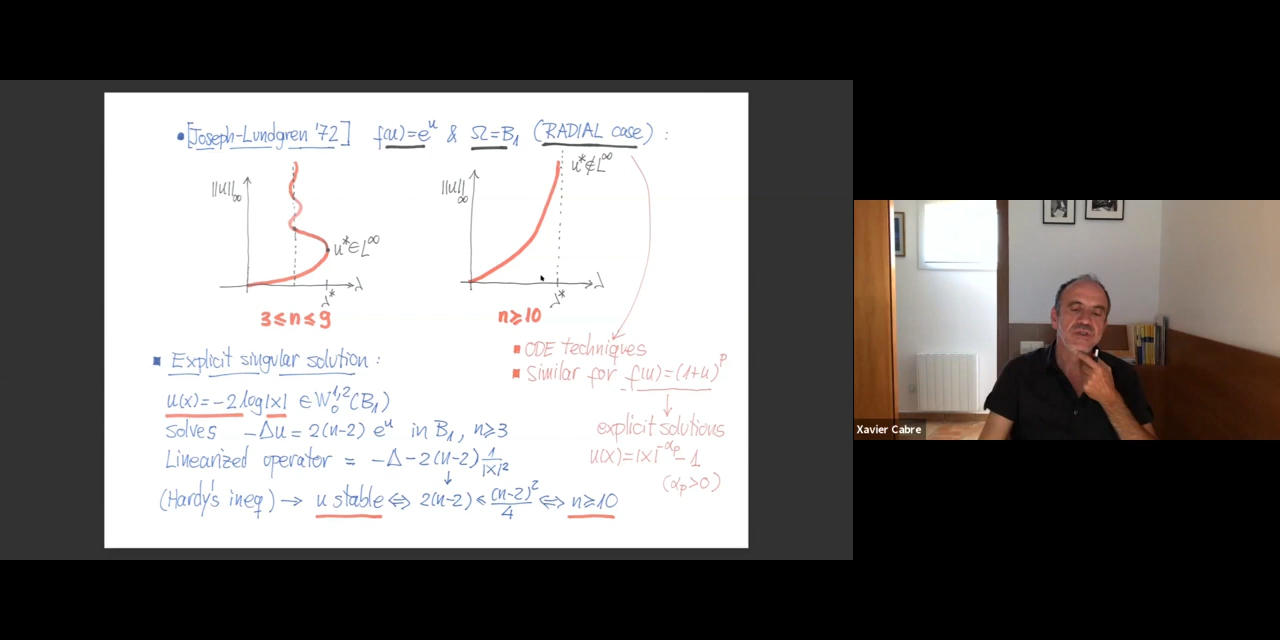 • [Joseph-Lundgren '72] f(u)=e^u & Ω=B₁ (RADIAL case) :
||u||_∞
u*∈L^∞
λ
λ*
3≤n≤9
||u||_∞
u*∉L^∞
λ
λ*
n≥10
▪ ODE techniques
▪ Similar for f(u)=(1+u)^p
explicit solutions
u(x)=|x|^{-α_p}-1
(α_p>0)
▪ Explicit singular solution :
u(x)=-2log|x| ∈W₀^{1,2}(B₁)
solves -Δu=2(n-2) e^u in B₁, n≥3
Linearized operator = -Δ-2(n-2) 1/|x|²
(Hardy's ineq) → u stable ⇔ 2(n-2) ≤ (n-2)²/4 ⇔ n≥10
Xavier Cabre